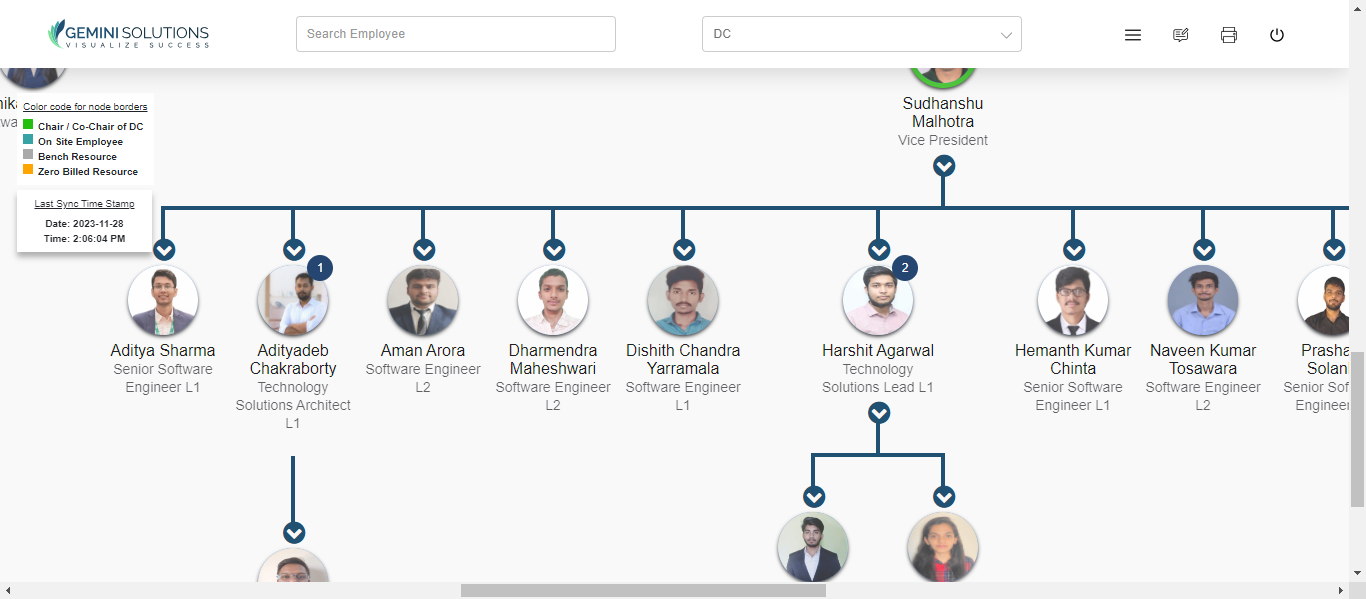 GEMINI SOLUTIONS
VISUALIZE SUCCESS
Search Employee
DC
Color code for node borders
Chair / Co-Chair of DC
On Site Employee
Bench Resource
Zero Billed Resource
Last Sync Time Stamp
Date: 2023-11-28
Time: 2:06:04 PM
Sudhanshu
Malhotra
Vice President
Aditya Sharma
Senior Software
Engineer L1
1
Adityadeb
Chakraborty
Technology
Solutions Architect
L1
Aman Arora
Software Engineer
L2
Dharmendra
Maheshwari
Software Engineer
L2
Dishith Chandra
Yarramala
Software Engineer
L1
2
Harshit Agarwal
Technology
Solutions Lead L1
Hemanth Kumar
Chinta
Senior Software
Engineer L1
Naveen Kumar
Tosawara
Software Engineer
L2
Prasha
Solan
Senior Sof
Engineer